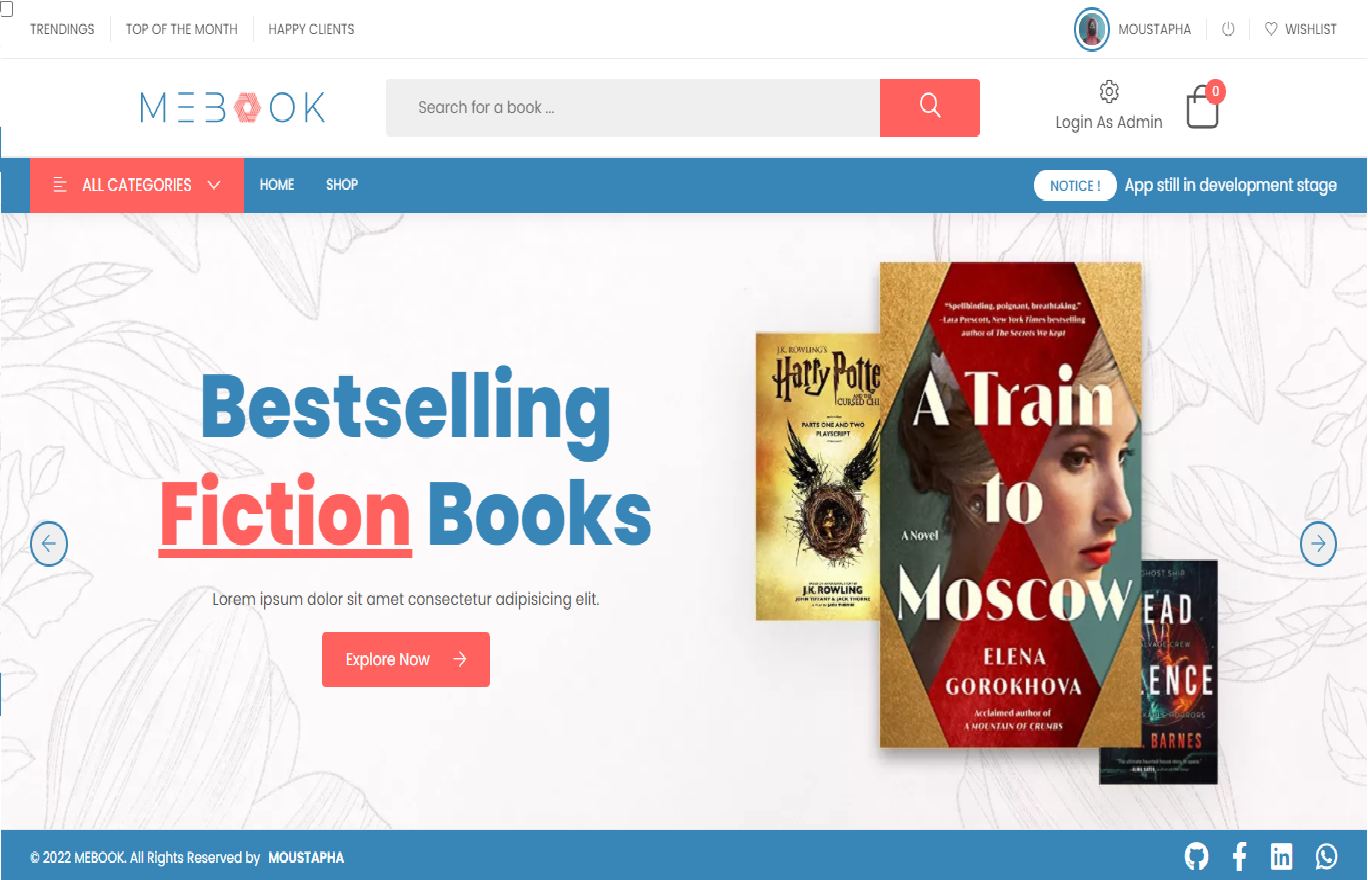 TRENDINGS
TOP OF THE MONTH
HAPPY CLIENTS
MOUSTAPHA
WISHLIST
MEBOOK
Search for a book ...
Login As Admin
0
ALL CATEGORIES
HOME
SHOP
NOTICE !
App still in development stage
Bestselling
Fiction Books
Lorem ipsum dolor sit amet consectetur adipisicing elit.
Explore Now
J.K. ROWLING'S
Harry Potte
AND THE
CURSED CHI
PARTS ONE AND TWO
PLAYSCRIPT
J.K. ROWLING
JOHN TIFFANY & JACK THORNE
"Spellbinding, poignant, breathtaking."
-Lara Prescott, New York Times bestselling
author of The Secrets We Kept
A Train
to
A Novel
Moscow
ELENA
GOROKHOVA
Acclaimed author of
A MOUNTAIN OF CRUMBS
GHOST SHIP
EAD
LENCE
BARNES
© 2022 MEBOOK. All Rights Reserved by MOUSTAPHA